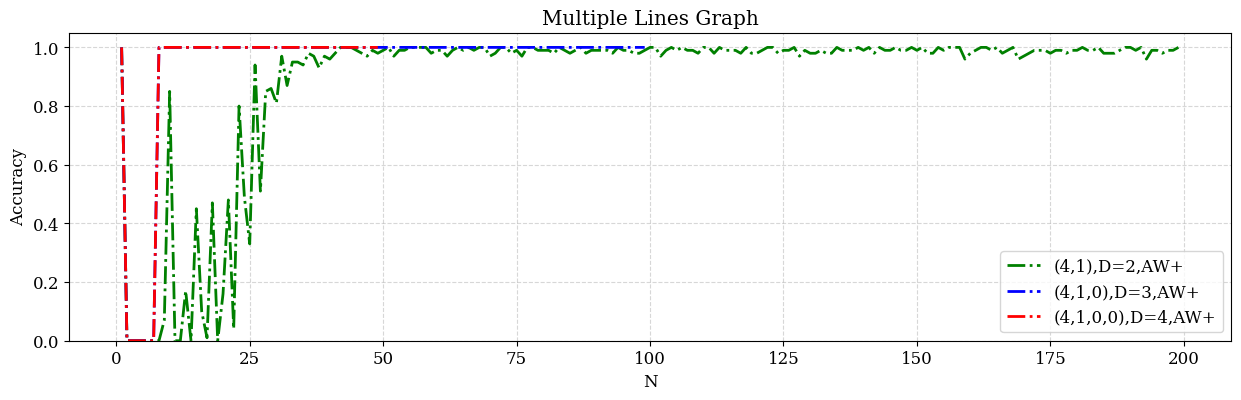 Multiple Lines Graph
Accuracy
1.0
0.8
0.6
0.4
0.2
0.0
0 25 50 75 100 125 150 175 200
N
(4,1),D=2,AW+
(4,1,0),D=3,AW+
(4,1,0,0),D=4,AW+